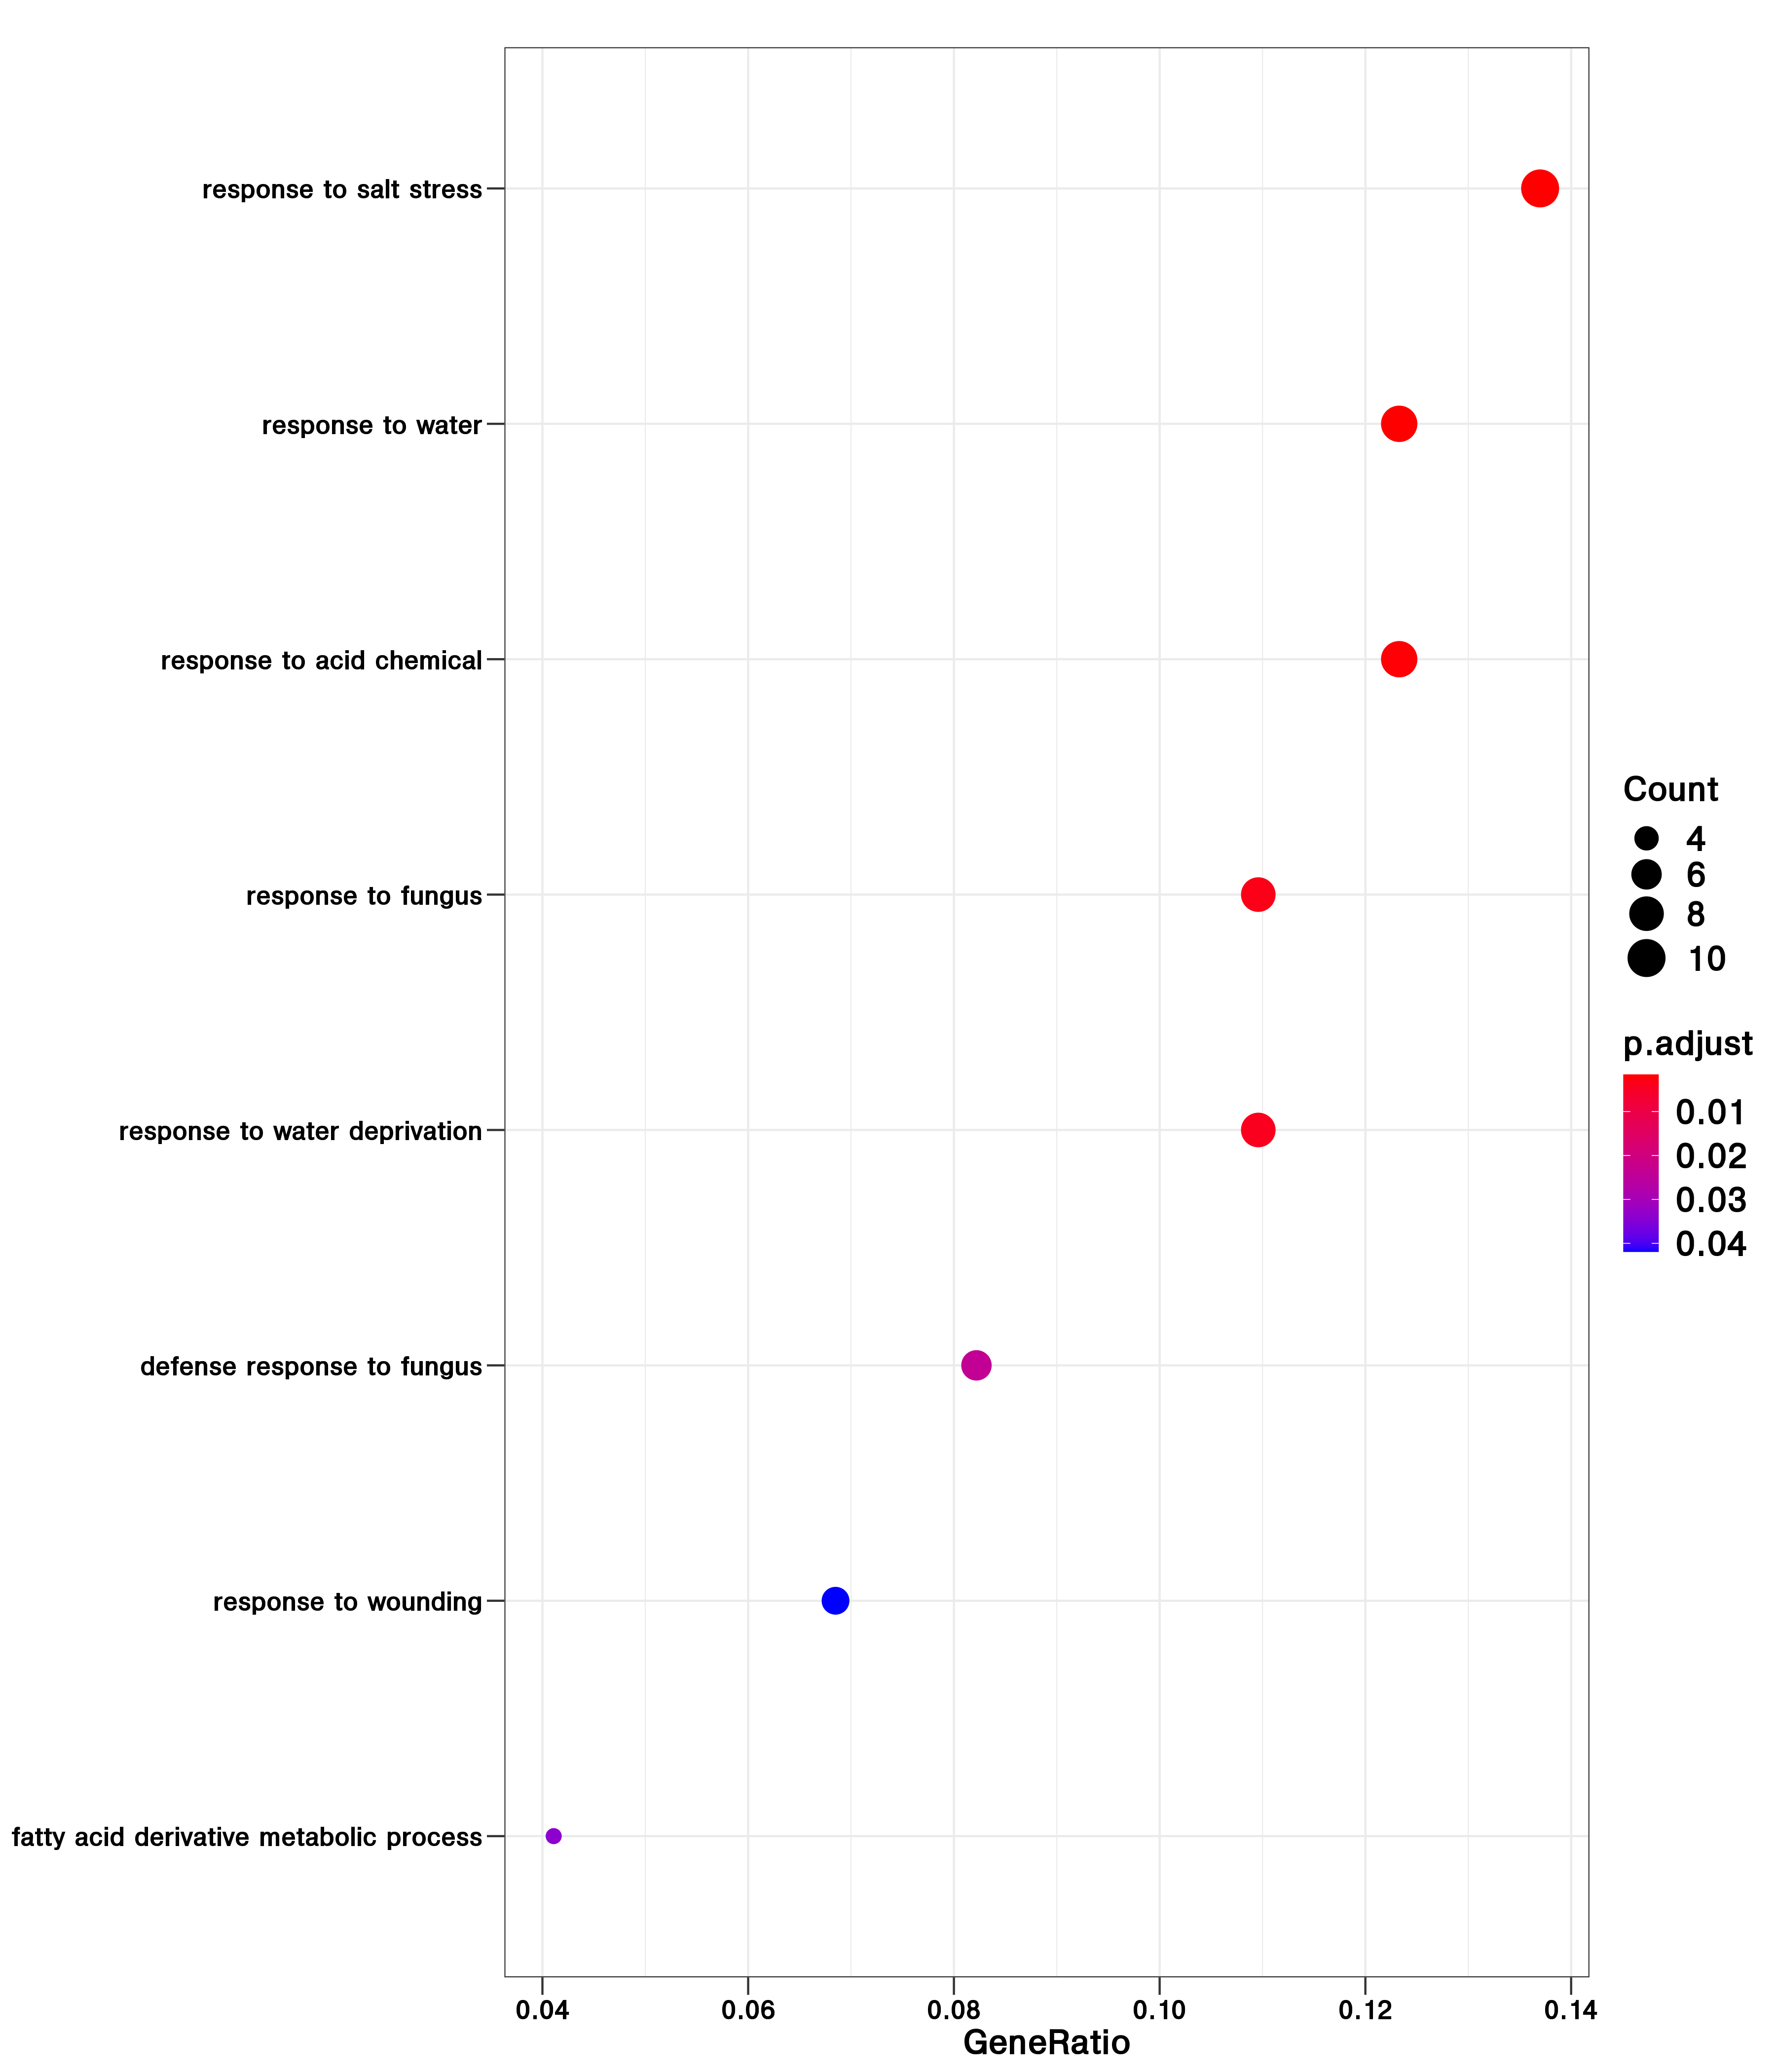 response to salt stress
response to water
response to acid chemical
response to fungus
response to water deprivation
defense response to fungus
response to wounding
fatty acid derivative metabolic process
0.04
0.06
0.08
0.10
0.12
0.14
GeneRatio
Count
4
6
8
10
p.adjust
0.01
0.02
0.03
0.04